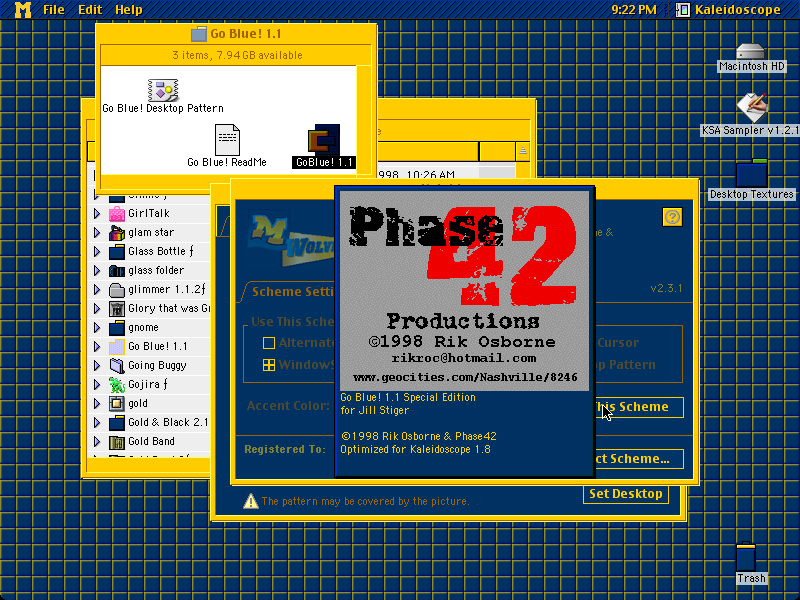 M File Edit Help 9:22 PM Kaleidoscope
Go Blue! 1.1
3 items, 7.94 GB available
Go Blue! Desktop Pattern
Go Blue! ReadMe
GoBlue! 1.1
Macintosh HD
KSA Sampler v1.2.1
Desktop Textures
Trash
1998, 10:26 AM
GirlTalk
glam star
Glass Bottle ƒ
glass folder
glimmer 1.1.2ƒ
Glory that was Gr
gnome
Go Blue! 1.1
Going Buggy
Gojira ƒ
gold
Gold & Black 2.1
Gold Band
M
v2.3.1
Scheme Setti
Use This Sche
Alternat
Window
Cursor
op Pattern
Accent Color:
his Scheme
Registered To:
ct Scheme...
The pattern may be covered by the picture.
Set Desktop
Phase
42
Productions
©1998 Rik Osborne
rikroc@hotmail.com
www.geocities.com/Nashville/8246
Go Blue! 1.1 Special Edition
for Jill Stiger
©1998 Rik Osborne & Phase42
Optimized for Kaleidoscope 1.8